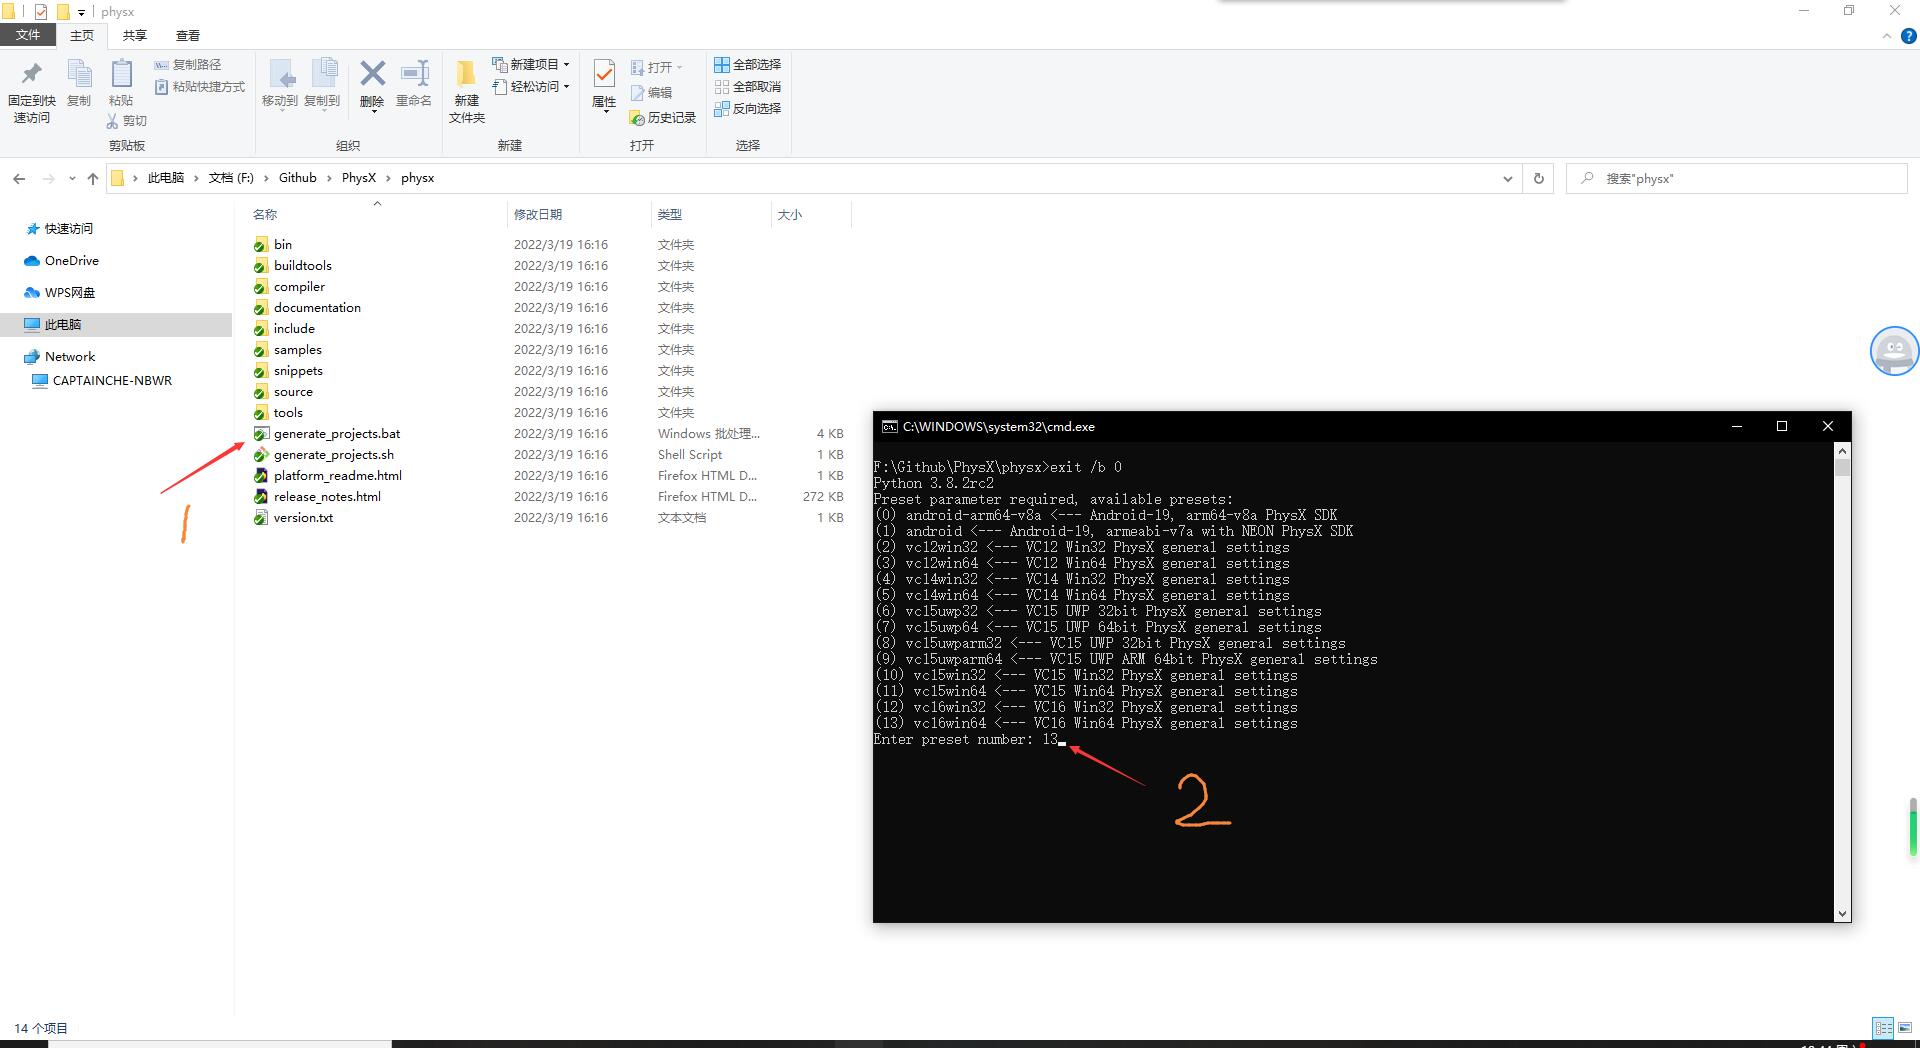 physx
文件 主页 共享 查看
固定到快速访问
复制
粘贴
复制路径
粘贴快捷方式
剪切
剪贴板
移动到
复制到
删除
重命名
组织
新建文件夹
新建项目
轻松访问
新建
属性
打开
编辑
历史记录
打开
全部选择
全部取消
反向选择
选择
此电脑 > 文档 (F:) > Github > PhysX > physx
搜索"physx"
快速访问
OneDrive
WPS网盘
此电脑
Network
CAPTAINCHE-NBWR
名称 修改日期 类型 大小
bin 2022/3/19 16:16 文件夹
buildtools 2022/3/19 16:16 文件夹
compiler 2022/3/19 16:16 文件夹
documentation 2022/3/19 16:16 文件夹
include 2022/3/19 16:16 文件夹
samples 2022/3/19 16:16 文件夹
snippets 2022/3/19 16:16 文件夹
source 2022/3/19 16:16 文件夹
tools 2022/3/19 16:16 文件夹
generate_projects.bat 2022/3/19 16:16 Windows 批处理... 4 KB
generate_projects.sh 2022/3/19 16:16 Shell Script 1 KB
platform_readme.html 2022/3/19 16:16 Firefox HTML D... 1 KB
release_notes.html 2022/3/19 16:16 Firefox HTML D... 272 KB
version.txt 2022/3/19 16:16 文本文档 1 KB
1
C:\WINDOWS\system32\cmd.exe
F:\Github\PhysX\physx>exit /b 0
Python 3.8.2rc2
Preset parameter required, available presets:
(0) android-arm64-v8a <--- Android-19, arm64-v8a PhysX SDK
(1) android <--- Android-19, armeabi-v7a with NEON PhysX SDK
(2) vc12win32 <--- VC12 Win32 PhysX general settings
(3) vc12win64 <--- VC12 Win64 PhysX general settings
(4) vc14win32 <--- VC14 Win32 PhysX general settings
(5) vc14win64 <--- VC14 Win64 PhysX general settings
(6) vc15uwp32 <--- VC15 UWP 32bit PhysX general settings
(7) vc15uwp64 <--- VC15 UWP 64bit PhysX general settings
(8) vc15uwparm32 <--- VC15 UWP 32bit PhysX general settings
(9) vc15uwparm64 <--- VC15 UWP ARM 64bit PhysX general settings
(10) vc15win32 <--- VC15 Win32 PhysX general settings
(11) vc15win64 <--- VC15 Win64 PhysX general settings
(12) vc16win32 <--- VC16 Win32 PhysX general settings
(13) vc16win64 <--- VC16 Win64 PhysX general settings
Enter preset number: 13
2
14 个项目